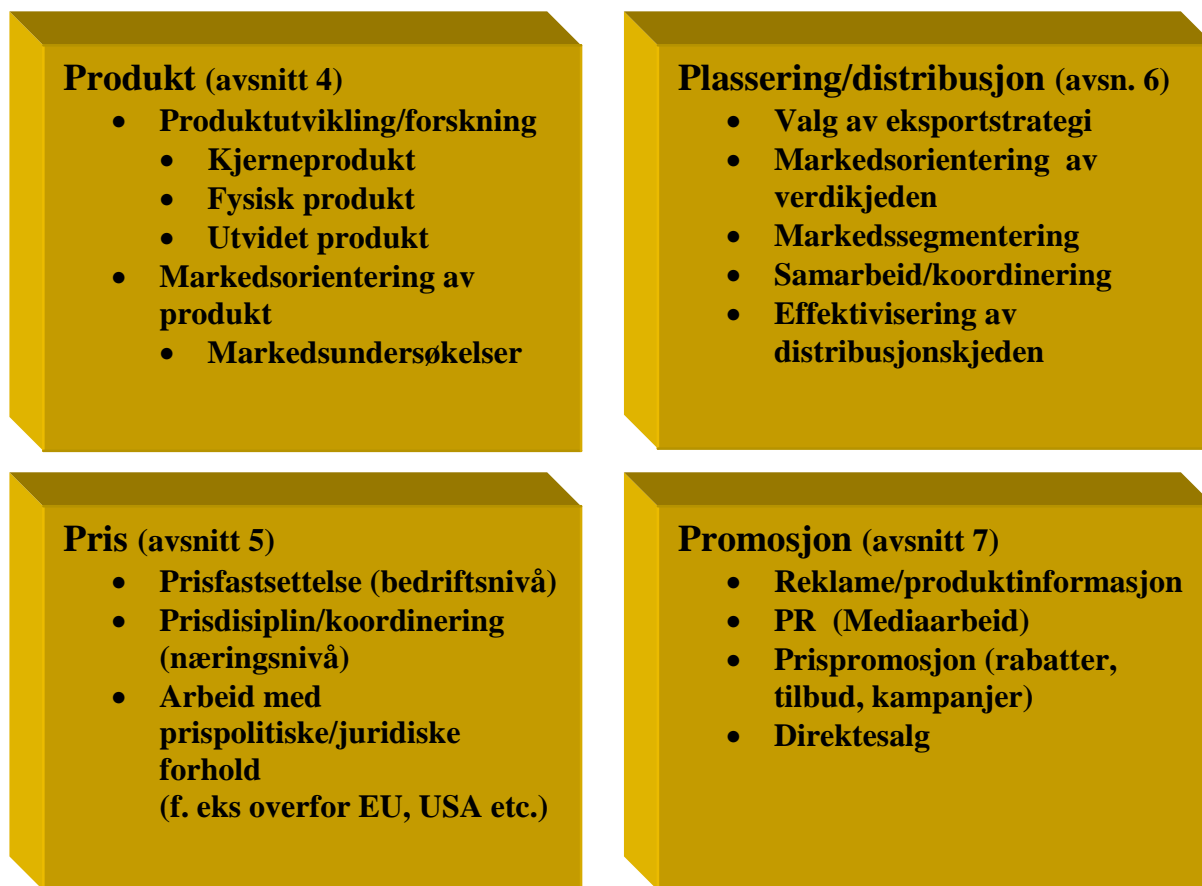 Produkt (avsnitt 4)
• Produktutvikling/forskning
• Kjerneprodukt
• Fysisk produkt
• Utvidet produkt
• Markedsorientering av
produkt
• Markedsundersøkelser
Plassering/distribusjon (avsn. 6)
• Valg av eksportstrategi
• Markedsorientering av
verdikjeden
• Markedssegmentering
• Samarbeid/koordinering
• Effektivisering av
distribusjonskjeden
Pris (avsnitt 5)
• Prisfastsettelse (bedriftsnivå)
• Prisdisiplin/koordinering
(næringsnivå)
• Arbeid med
prispolitiske/juridiske
forhold
(f. eks overfor EU, USA etc.)
Promosjon (avsnitt 7)
• Reklame/produktinformasjon
• PR (Mediaarbeid)
• Prispromosjon (rabatter,
tilbud, kampanjer)
• Direktesalg